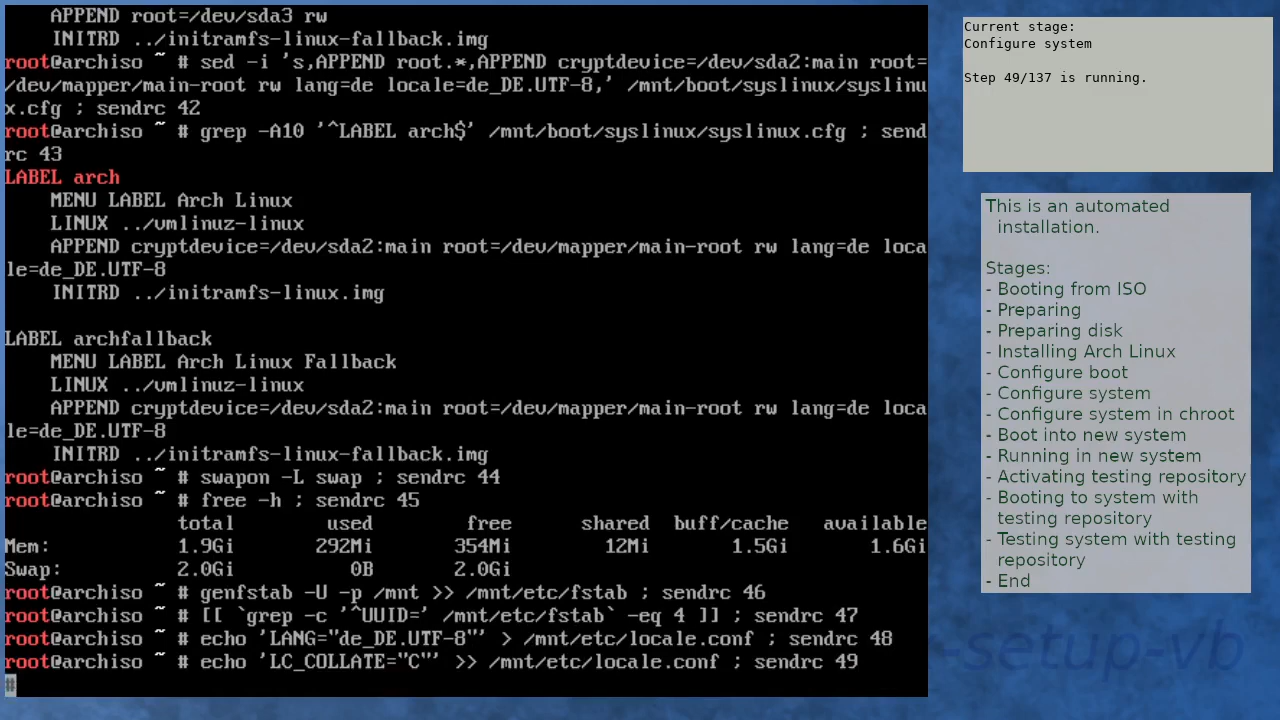 APPEND root=/dev/sda3 rw
INITRD ../initramfs-linux-fallback.img
root@archiso ~ # sed -i 's,APPEND root.*,APPEND cryptdevice=/dev/sda2:main root=
/dev/mapper/main-root rw lang=de locale=de_DE.UTF-8,' /mnt/boot/syslinux/syslinu
x.cfg ; sendrc 42
root@archiso ~ # grep -A10 '^LABEL arch$' /mnt/boot/syslinux/syslinux.cfg ; send
rc 43
LABEL arch
MENU LABEL Arch Linux
LINUX ../vmlinuz-linux
APPEND cryptdevice=/dev/sda2:main root=/dev/mapper/main-root rw lang=de loca
le=de_DE.UTF-8
INITRD ../initramfs-linux.img
LABEL archfallback
MENU LABEL Arch Linux Fallback
LINUX ../vmlinuz-linux
APPEND cryptdevice=/dev/sda2:main root=/dev/mapper/main-root rw lang=de loca
le=de_DE.UTF-8
INITRD ../initramfs-linux-fallback.img
root@archiso ~ # swapon -L swap ; sendrc 44
root@archiso ~ # free -h ; sendrc 45
total used free shared buff/cache available
Mem: 1.9Gi 292Mi 354Mi 12Mi 1.5Gi 1.6Gi
Swap: 2.0Gi 0B 2.0Gi
root@archiso ~ # genfstab -U -p /mnt >> /mnt/etc/fstab ; sendrc 46
root@archiso ~ # [[ `grep -c '^UUID=' /mnt/etc/fstab` -eq 4 ]] ; sendrc 47
root@archiso ~ # echo 'LANG="de_DE.UTF-8"' > /mnt/etc/locale.conf ; sendrc 48
root@archiso ~ # echo 'LC_COLLATE="C"' >> /mnt/etc/locale.conf ; sendrc 49
#
Current stage:
Configure system
Step 49/137 is running.
This is an automated
installation.
Stages:
- Booting from ISO
- Preparing
- Preparing disk
- Installing Arch Linux
- Configure boot
- Configure system
- Configure system in chroot
- Boot into new system
- Running in new system
- Activating testing repository
- Booting to system with
testing repository
- Testing system with testing
repository
- End
-setup-vb